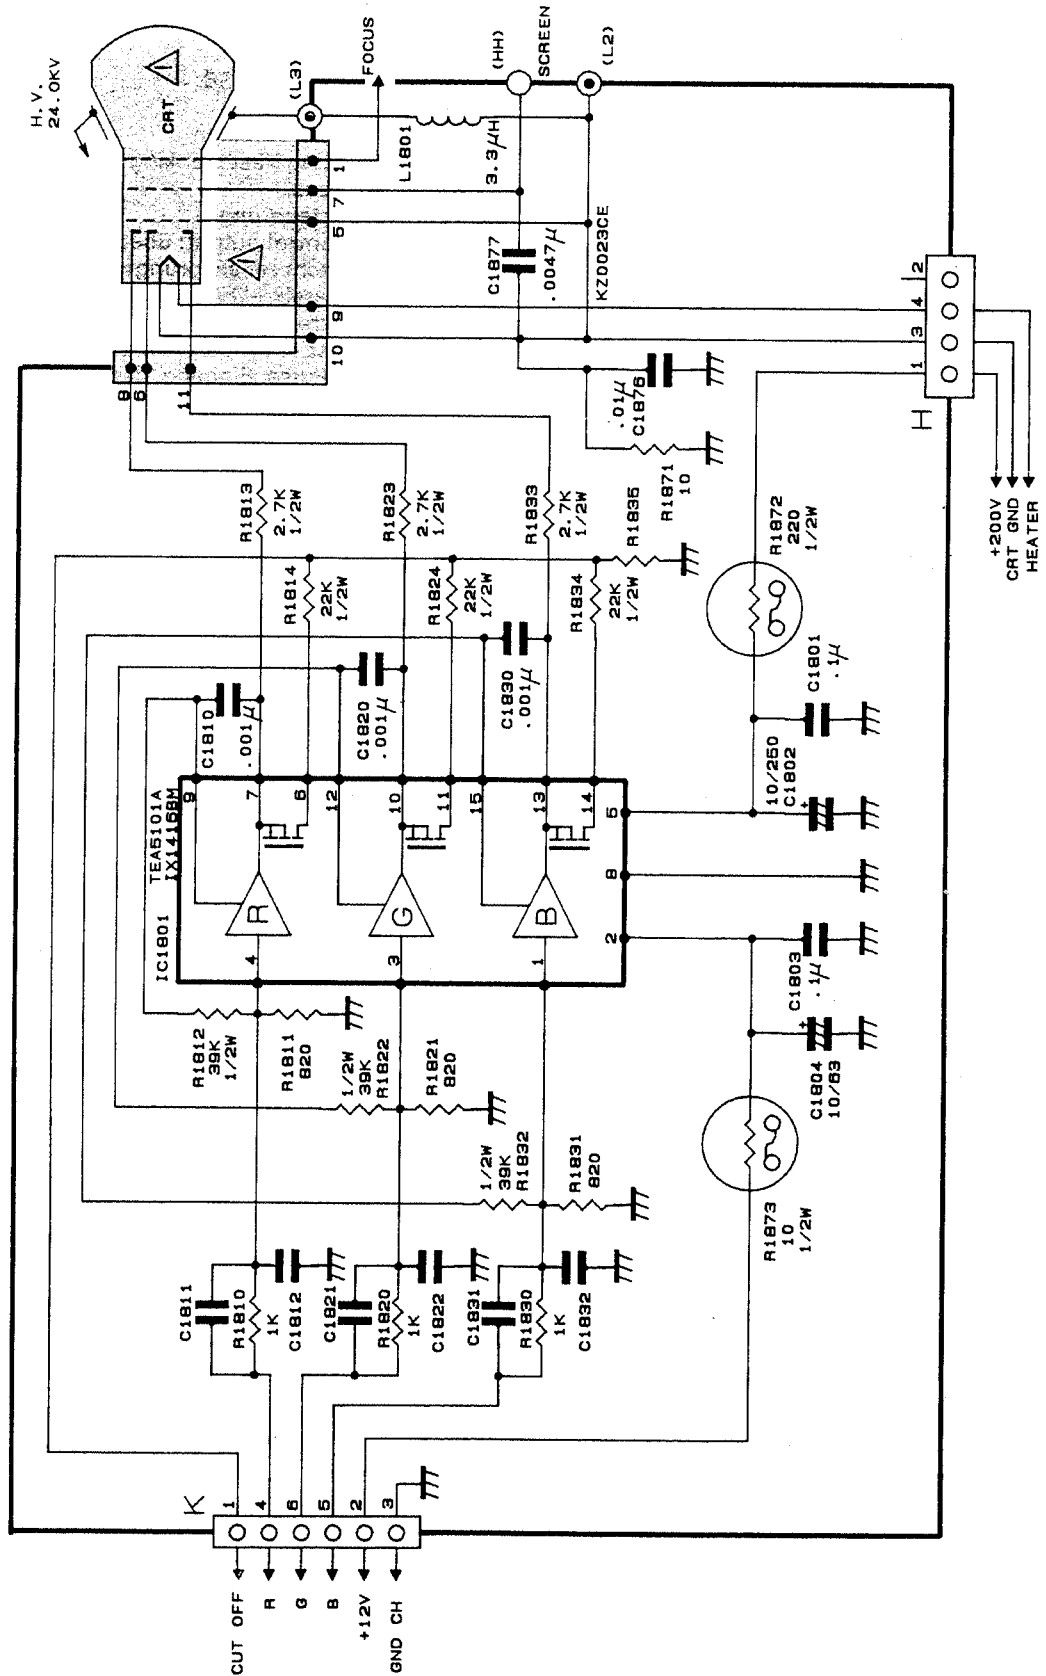 H.V.
24.0KV
CRT
(L3)
FOCUS
(HH)
SCREEN
(L2)
L1801
3.3μH
1
7
5
9
10
C1877
.0047μ
KZ0023CE
8
6
11
R1813
2.7K
1/2W
R1823
2.7K
1/2W
R1833
2.7K
1/2W
R1814
22K
1/2W
R1824
22K
1/2W
R1834
22K
1/2W
R1835
.01μ
C1876
R1871
10
H
1
3
4
2
+200V
CRT GND
HEATER
R1872
220
1/2W
C1801
.1μ
10/250
C1802
C1810
.001μ
C1820
.001μ
C1830
.001μ
TEA5101A
IX1416BM
IC1801
9
7
6
12
10
11
15
13
14
R
G
B
4
3
1
2
8
5
C1803
.1μ
C1804
10/63
R1873
10
1/2W
R1812
39K
1/2W
R1811
820
1/2W
39K
R1822
R1821
820
1/2W
39K
R1832
R1831
820
C1811
R1810
1K
C1812
C1821
R1820
1K
C1822
C1831
R1830
1K
C1832
K
1
4
6
5
2
3
CUT OFF
R
G
B
+12V
GND CH